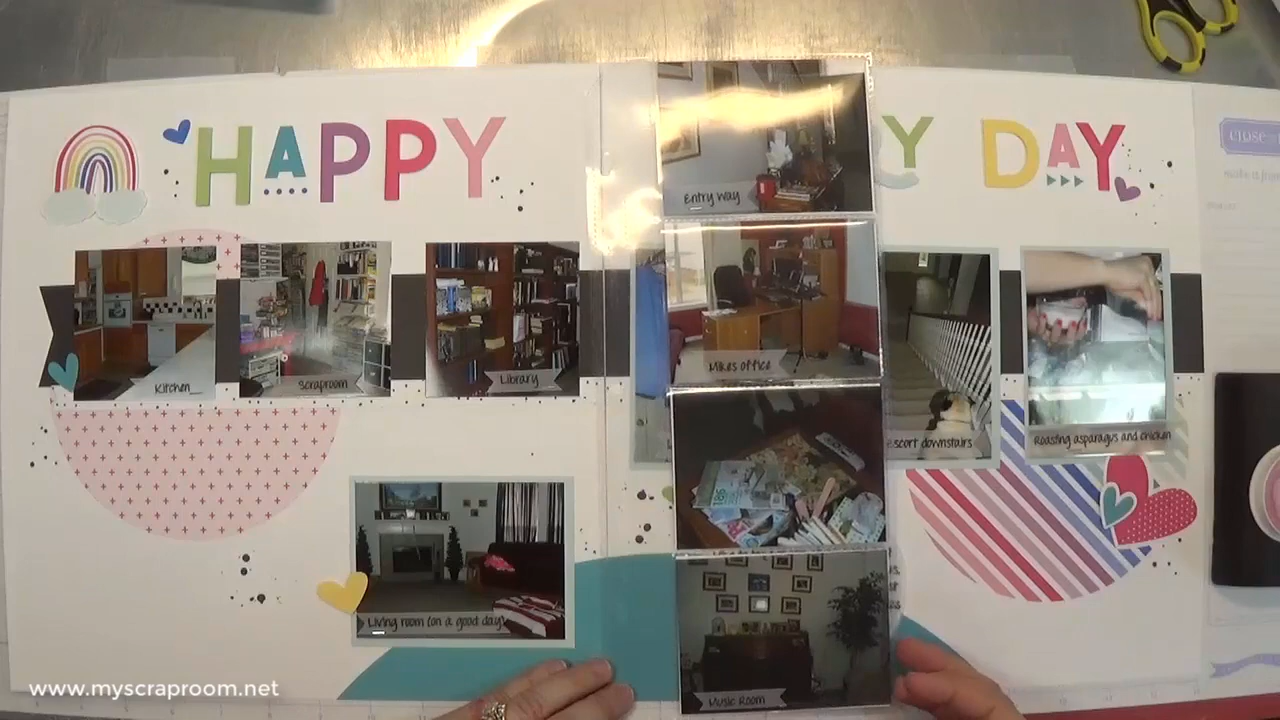 HAPPY
Y DAY
Entry way
Kitchen
Scraproom
Library
Mikes office
escort downstairs
Roasting asparagus and chicken
Living room (on a good day)
Music Room
www.myscraproom.net